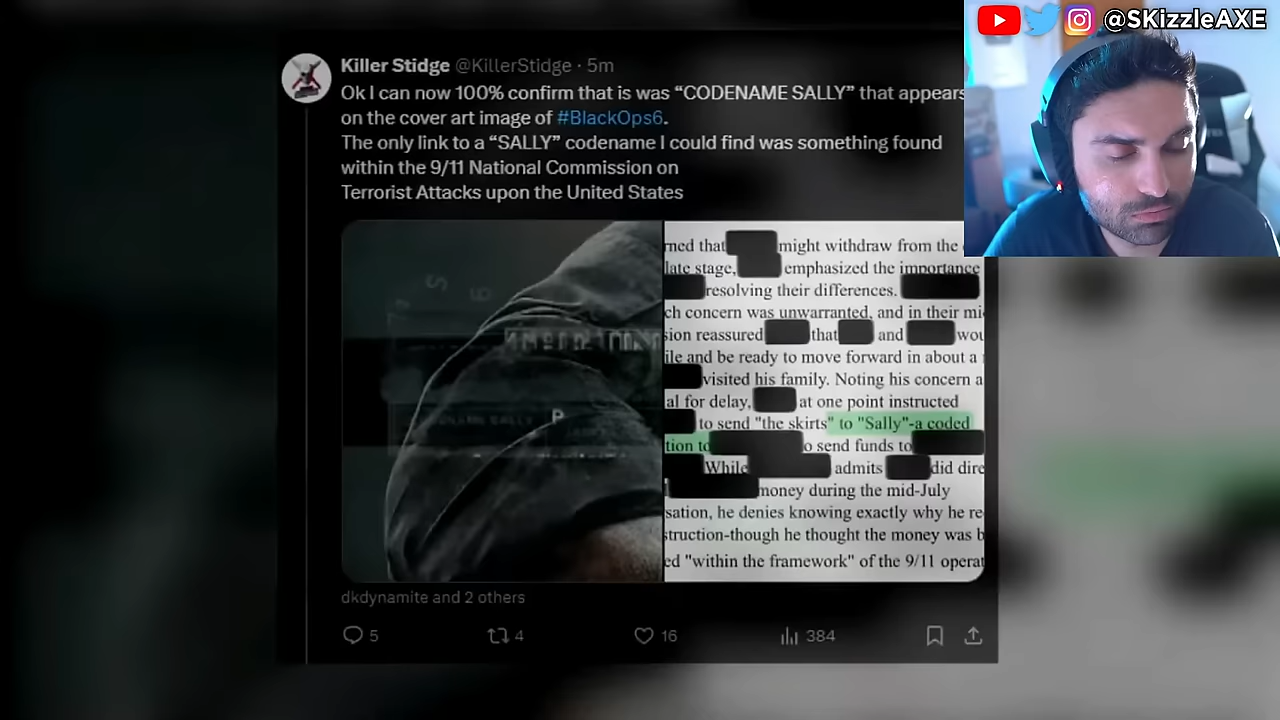 @SKizzleAXE
Killer Stidge @KillerStidge · 5m
Ok I can now 100% confirm that is was “CODENAME SALLY” that appears
on the cover art image of #BlackOps6.
The only link to a “SALLY” codename I could find was something found
within the 9/11 National Commission on
Terrorist Attacks upon the United States
rned that might withdraw from the
late stage, emphasized the importance
resolving their differences.
ch concern was unwarranted, and in their mi
sion reassured that and wou
ile and be ready to move forward in about a
visited his family. Noting his concern a
al for delay, at one point instructed
to send "the skirts" to "Sally"-a coded
tion to o send funds to
While admits did dire
money during the mid-July
sation, he denies knowing exactly why he re
struction-though he thought the money was b
ed "within the framework" of the 9/11 operat
P
dkdynamite and 2 others
5 4 16 384